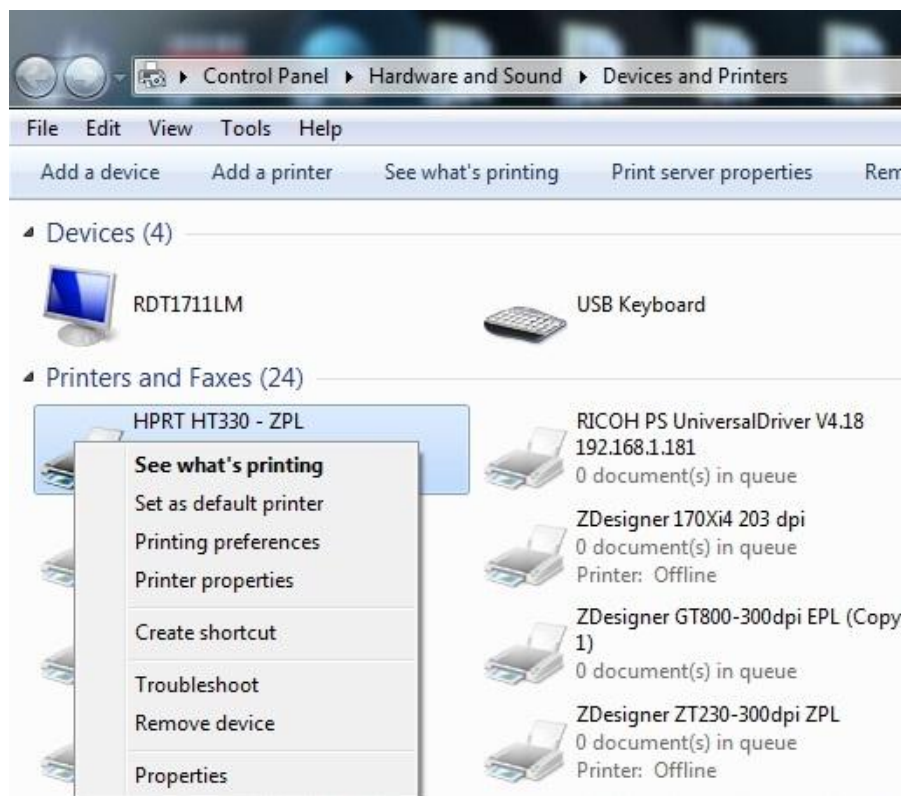 Control Panel Hardware and Sound Devices and Printers
File Edit View Tools Help
Add a device Add a printer See what's printing Print server properties Rem
Devices (4)
RDT1711LM
USB Keyboard
Printers and Faxes (24)
HPRT HT330 - ZPL
See what's printing
Set as default printer
Printing preferences
Printer properties
Create shortcut
Troubleshoot
Remove device
Properties
RICOH PS UniversalDriver V4.18
192.168.1.181
0 document(s) in queue
ZDesigner 170Xi4 203 dpi
0 document(s) in queue
Printer: Offline
ZDesigner GT800-300dpi EPL (Copy
1)
0 document(s) in queue
ZDesigner ZT230-300dpi ZPL
0 document(s) in queue
Printer: Offline